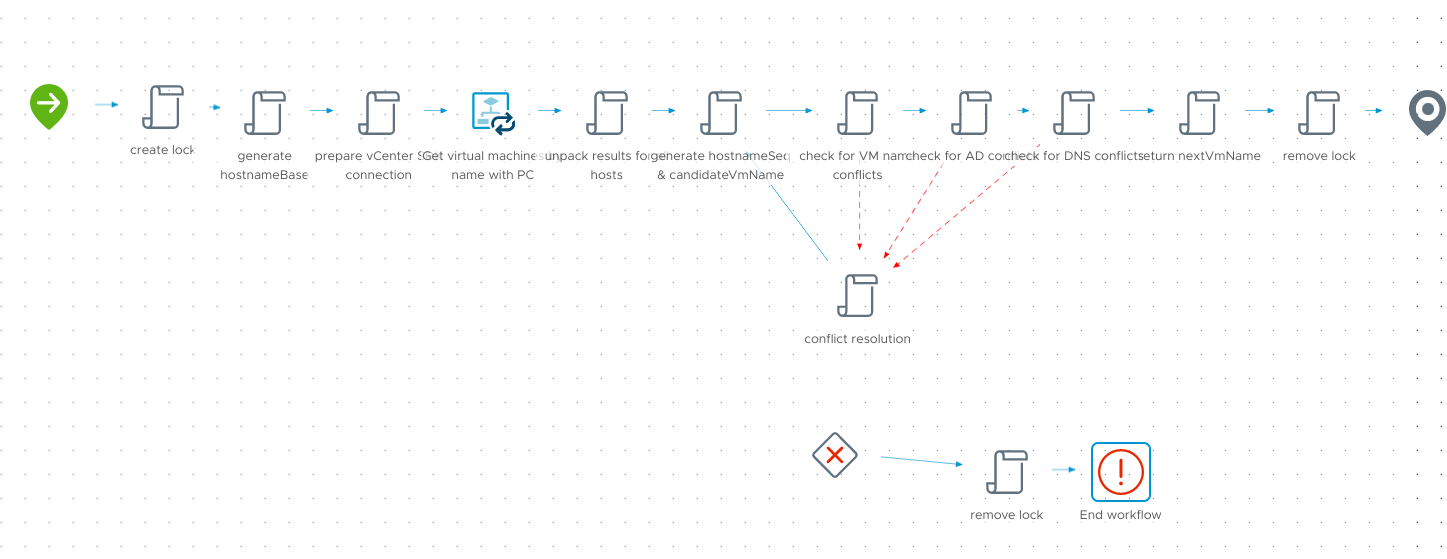 create lock
generate
hostnameBase
prepare vCenter
connection
Get virtual machines
name with PC
unpack results for
hosts
generate hostnameSeq
& candidateVmName
check for VM name
conflicts
check for AD
check for DNS conflicts
return nextVmName
remove lock
conflict resolution
remove lock
End workflow